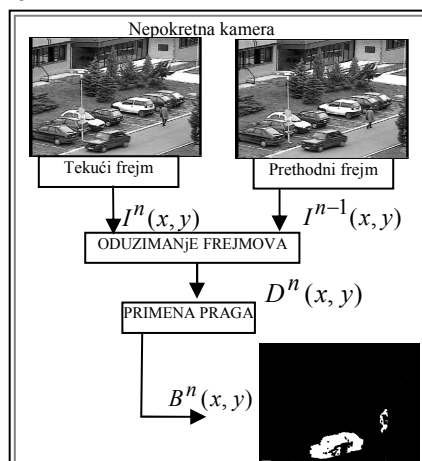 Nepokretna kamera
Tekući frejm
Prethodni frejm
I^n(x, y)
I^{n-1}(x, y)
ODUZIMANjE FREJMOVA
D^n(x, y)
PRIMENA PRAGA
B^n(x, y)